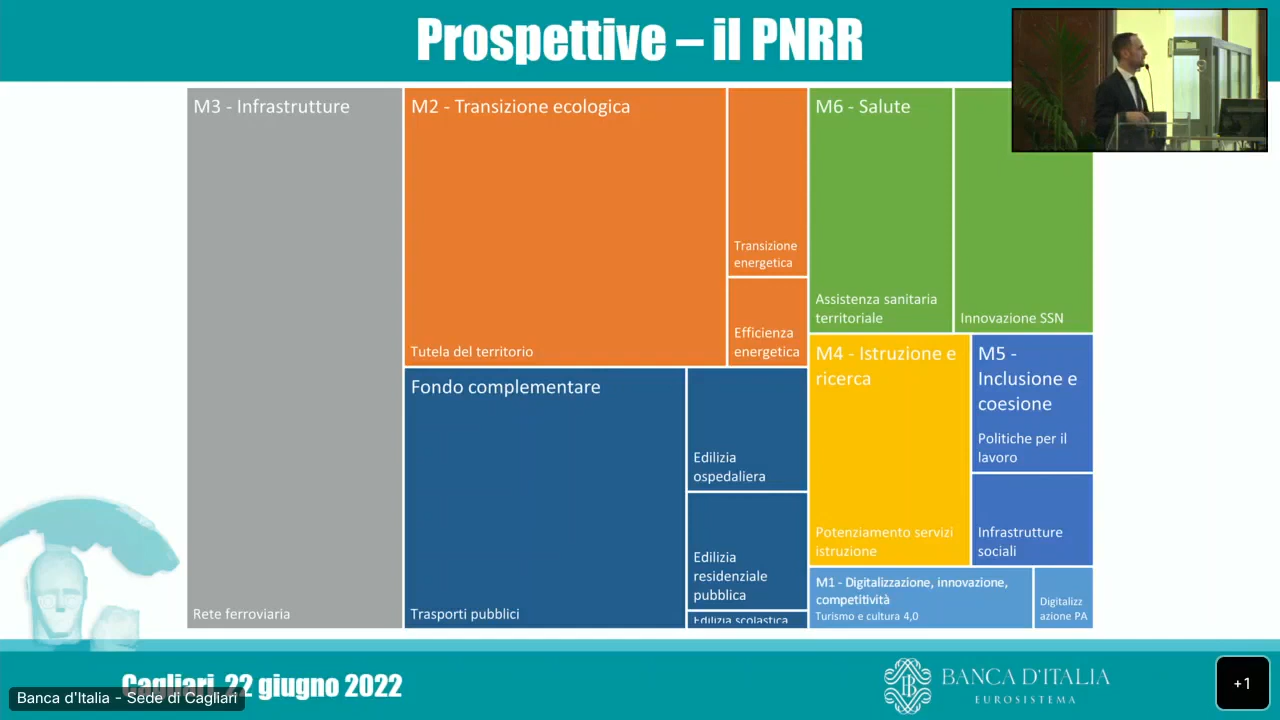 Prospettive – il PNRR
M3 - Infrastrutture
Rete ferroviaria
M2 - Transizione ecologica
Tutela del territorio
Transizione
energetica
Efficienza
energetica
Fondo complementare
Trasporti pubblici
Edilizia
ospedaliera
Edilizia
residenziale
pubblica
Edilizia scolastica
M6 - Salute
Assistenza sanitaria
territoriale
Innovazione SSN
M4 - Istruzione e
ricerca
Potenziamento servizi
istruzione
M5 -
Inclusione e
coesione
Politiche per il
lavoro
Infrastrutture
sociali
M1 - Digitalizzazione, innovazione,
competitività
Turismo e cultura 4,0
Digitalizz
azione PA
Cagliari, 22 giugno 2022
Banca d'Italia - Sede di Cagliari
BANCA D'ITALIA
EUROSISTEMA
+1